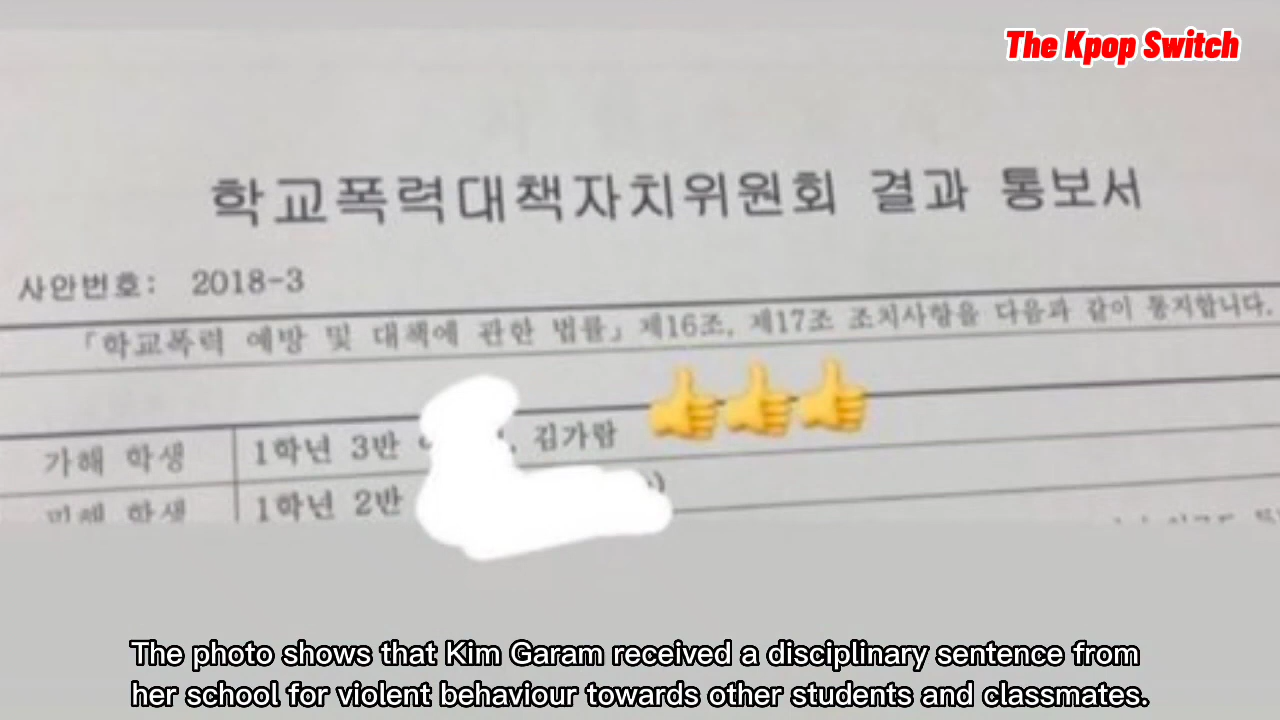 The Kpop Switch
학교폭력대책자치위원회 결과 통보서
사안번호: 2018-3
「학교폭력 예방 및 대책에 관한 법률」제16조, 제17조 조치사항을 다음과 같이 통지합니다.
가해 학생 1학년 3반 , 김가람
피해 학생 1학년 2반
The photo shows that Kim Garam received a disciplinary sentence from
her school for violent behaviour towards other students and classmates.